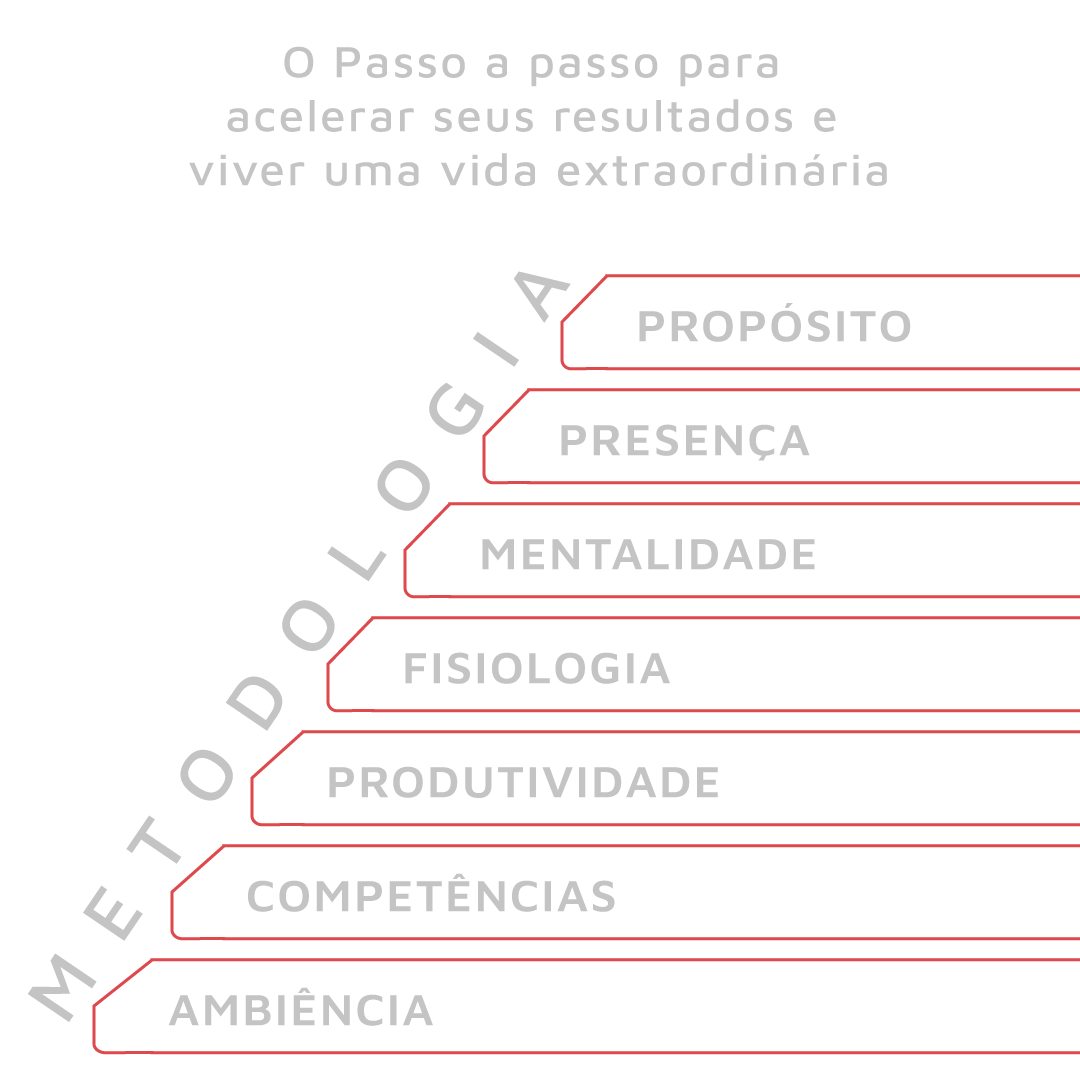 O Passo a passo para
acelerar seus resultados e
viver uma vida extraordinária
METODOLOGIA
PROPÓSITO
PRESENÇA
MENTALIDADE
FISIOLOGIA
PRODUTIVIDADE
COMPETÊNCIAS
AMBIÊNCIA